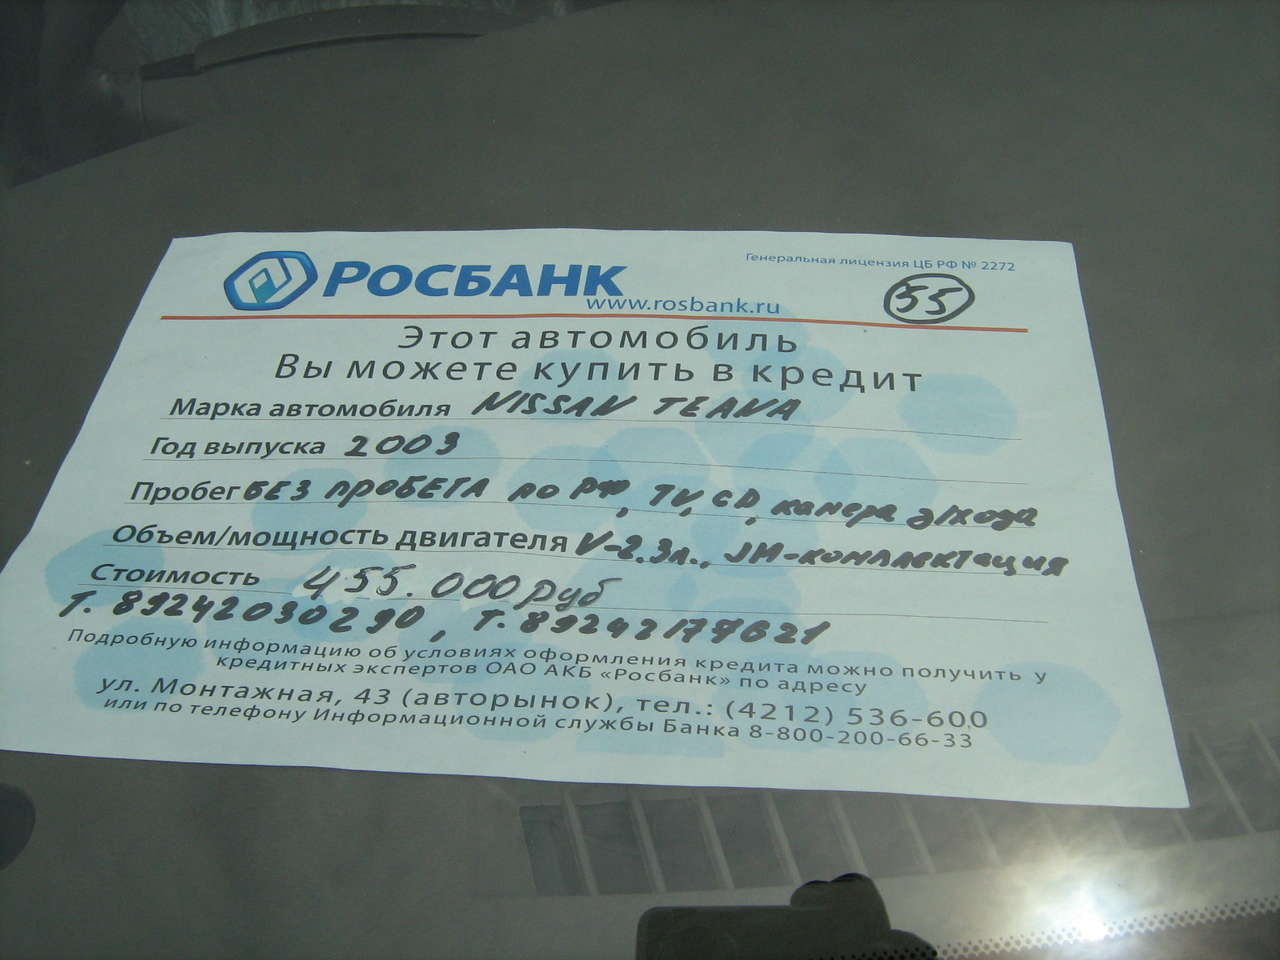 РОСБАНК
www.rosbank.ru
Генеральная лицензия ЦБ РФ № 2272
55
Этот автомобиль
Вы можете купить в кредит
Марка автомобиля NISSAN TEANA
Год выпуска 2003
Пробег БЕЗ ПРОБЕГА ПО РФ, TV, CD, камера з/хода
Объем/мощность двигателя V-2.3л., JM-комплектация
Стоимость 455.000 руб
Т. 89242030290, Т. 89242177621
Подробную информацию об условиях оформления кредита можно получить у
кредитных экспертов ОАО АКБ «Росбанк» по адресу
ул. Монтажная, 43 (авторынок), тел.: (4212) 536-600
или по телефону Информационной службы Банка 8-800-200-66-33